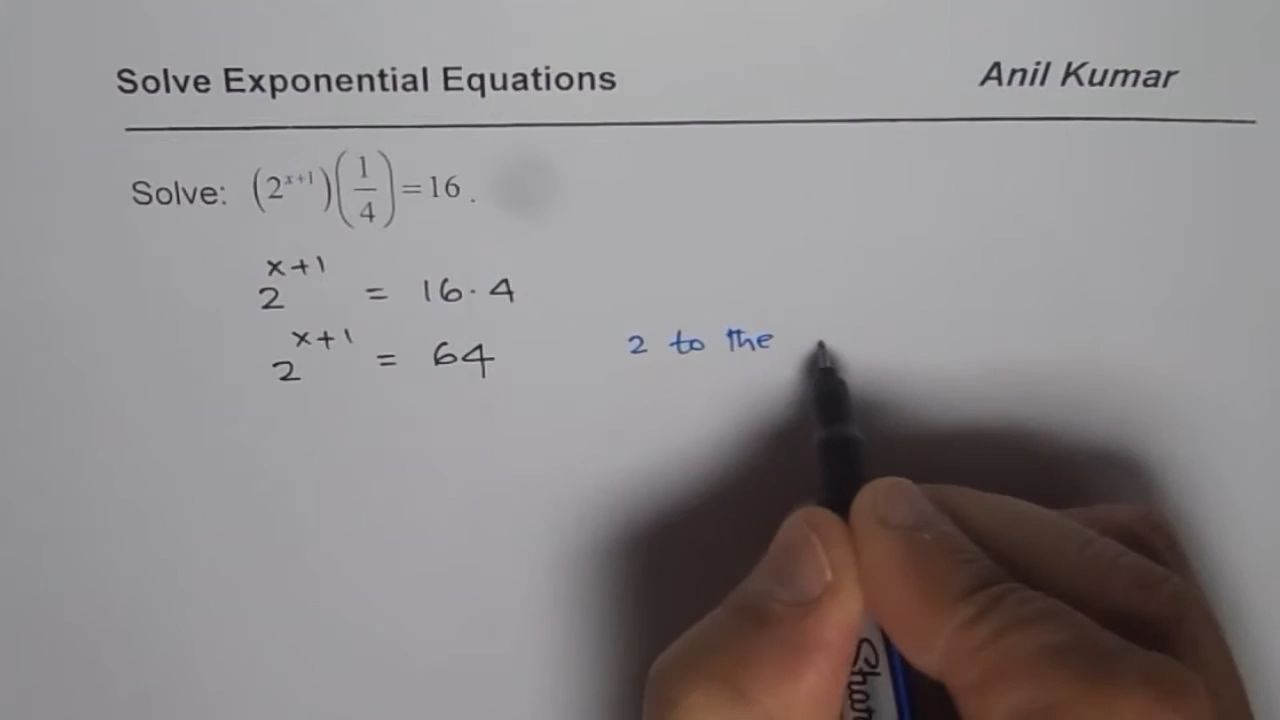 Solve Exponential Equations Anil Kumar
Solve: (2^{x+1})(1/4) = 16.
2^{x+1} = 16·4
2^{x+1} = 64 2 to the